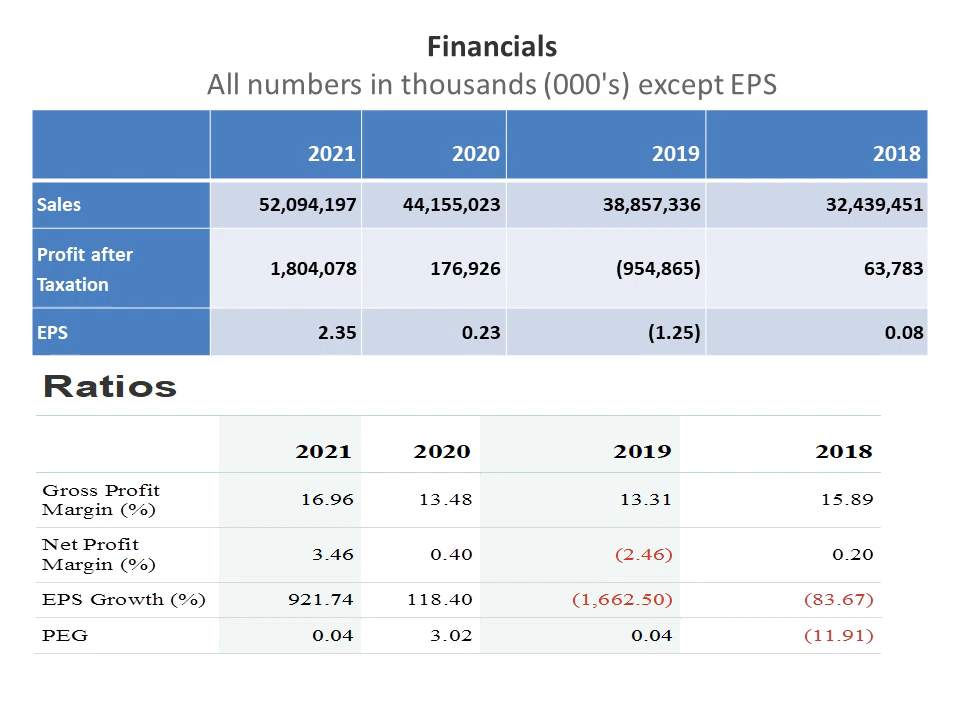 Financials
All numbers in thousands (000's) except EPS
2021 2020 2019 2018
Sales 52,094,197 44,155,023 38,857,336 32,439,451
Profit after
Taxation 1,804,078 176,926 (954,865) 63,783
EPS 2.35 0.23 (1.25) 0.08
Ratios
2021 2020 2019 2018
Gross Profit
Margin (%) 16.96 13.48 13.31 15.89
Net Profit
Margin (%) 3.46 0.40 (2.46) 0.20
EPS Growth (%) 921.74 118.40 (1,662.50) (83.67)
PEG 0.04 3.02 0.04 (11.91)